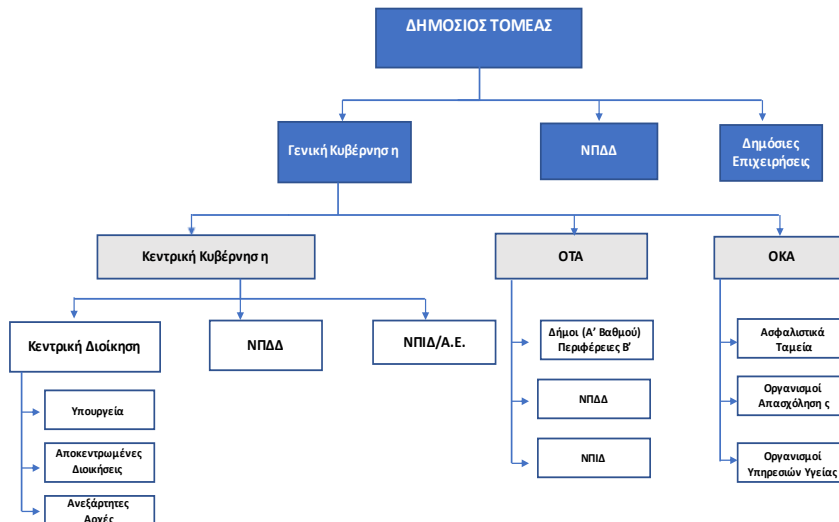 ΔΗΜΟΣΙΟΣ ΤΟΜΕΑΣ
Γενική Κυβέρνηση
ΝΠΔΔ
Δημόσιες
Επιχειρήσεις
Κεντρική Κυβέρνηση
ΟΤΑ
ΟΚΑ
Κεντρική Διοίκηση
ΝΠΔΔ
ΝΠΙΔ/Α.Ε.
Υπουργεία
Αποκεντρωμένες
Διοικήσεις
Ανεξάρτητες
Αρχές
Δήμοι (Α’ Βαθμού)
Περιφέρειες Β’
ΝΠΔΔ
ΝΠΙΔ
Ασφαλιστικά
Ταμεία
Οργανισμοί
Απασχόλησης
Οργανισμοί
Υπηρεσιών Υγείας